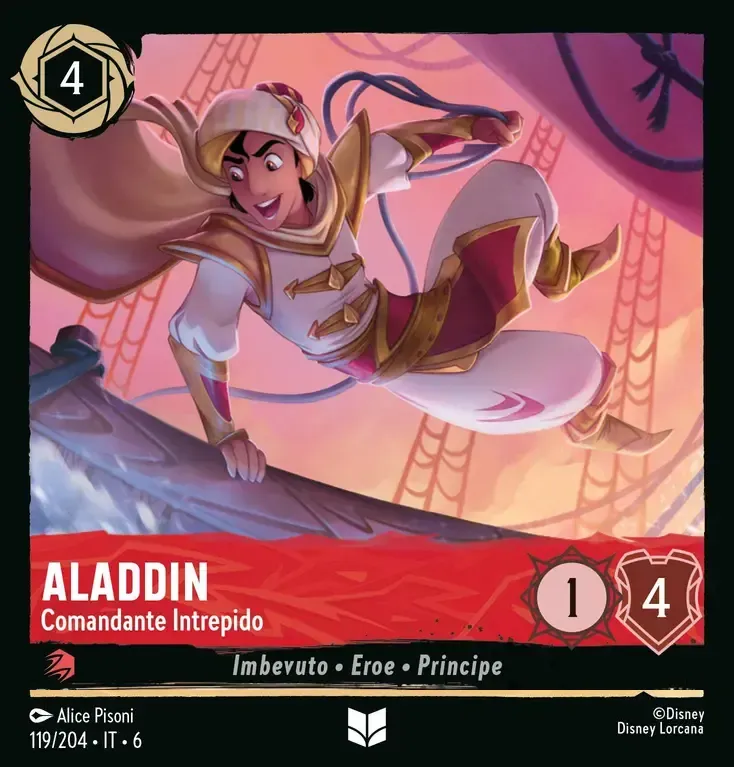 4
ALADDIN
Comandante Intrepido
1
4
Imbevuto • Eroe • Principe
Alice Pisoni
©Disney
119/204 • IT • 6
Disney Lorcana